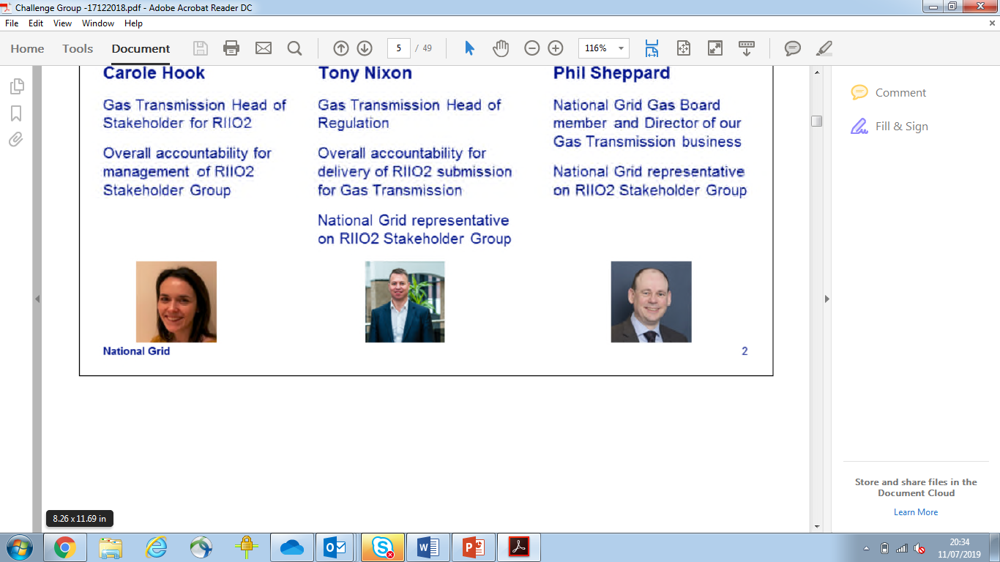 Challenge Group -17122018.pdf - Adobe Acrobat Reader DC
File Edit View Window Help
Home Tools Document 5 / 49 116%
Carole Hook
Gas Transmission Head of
Stakeholder for RIIO2
Overall accountability for
management of RIIO2
Stakeholder Group
Tony Nixon
Gas Transmission Head of
Regulation
Overall accountability for
delivery of RIIO2 submission
for Gas Transmission
National Grid representative
on RIIO2 Stakeholder Group
Phil Sheppard
National Grid Gas Board
member and Director of our
Gas Transmission business
National Grid representative
on RIIO2 Stakeholder Group
National Grid 2
Comment
Fill & Sign
Store and share files in the
Document Cloud
Learn More
8.26 x 11.69 in
20:34
11/07/2019